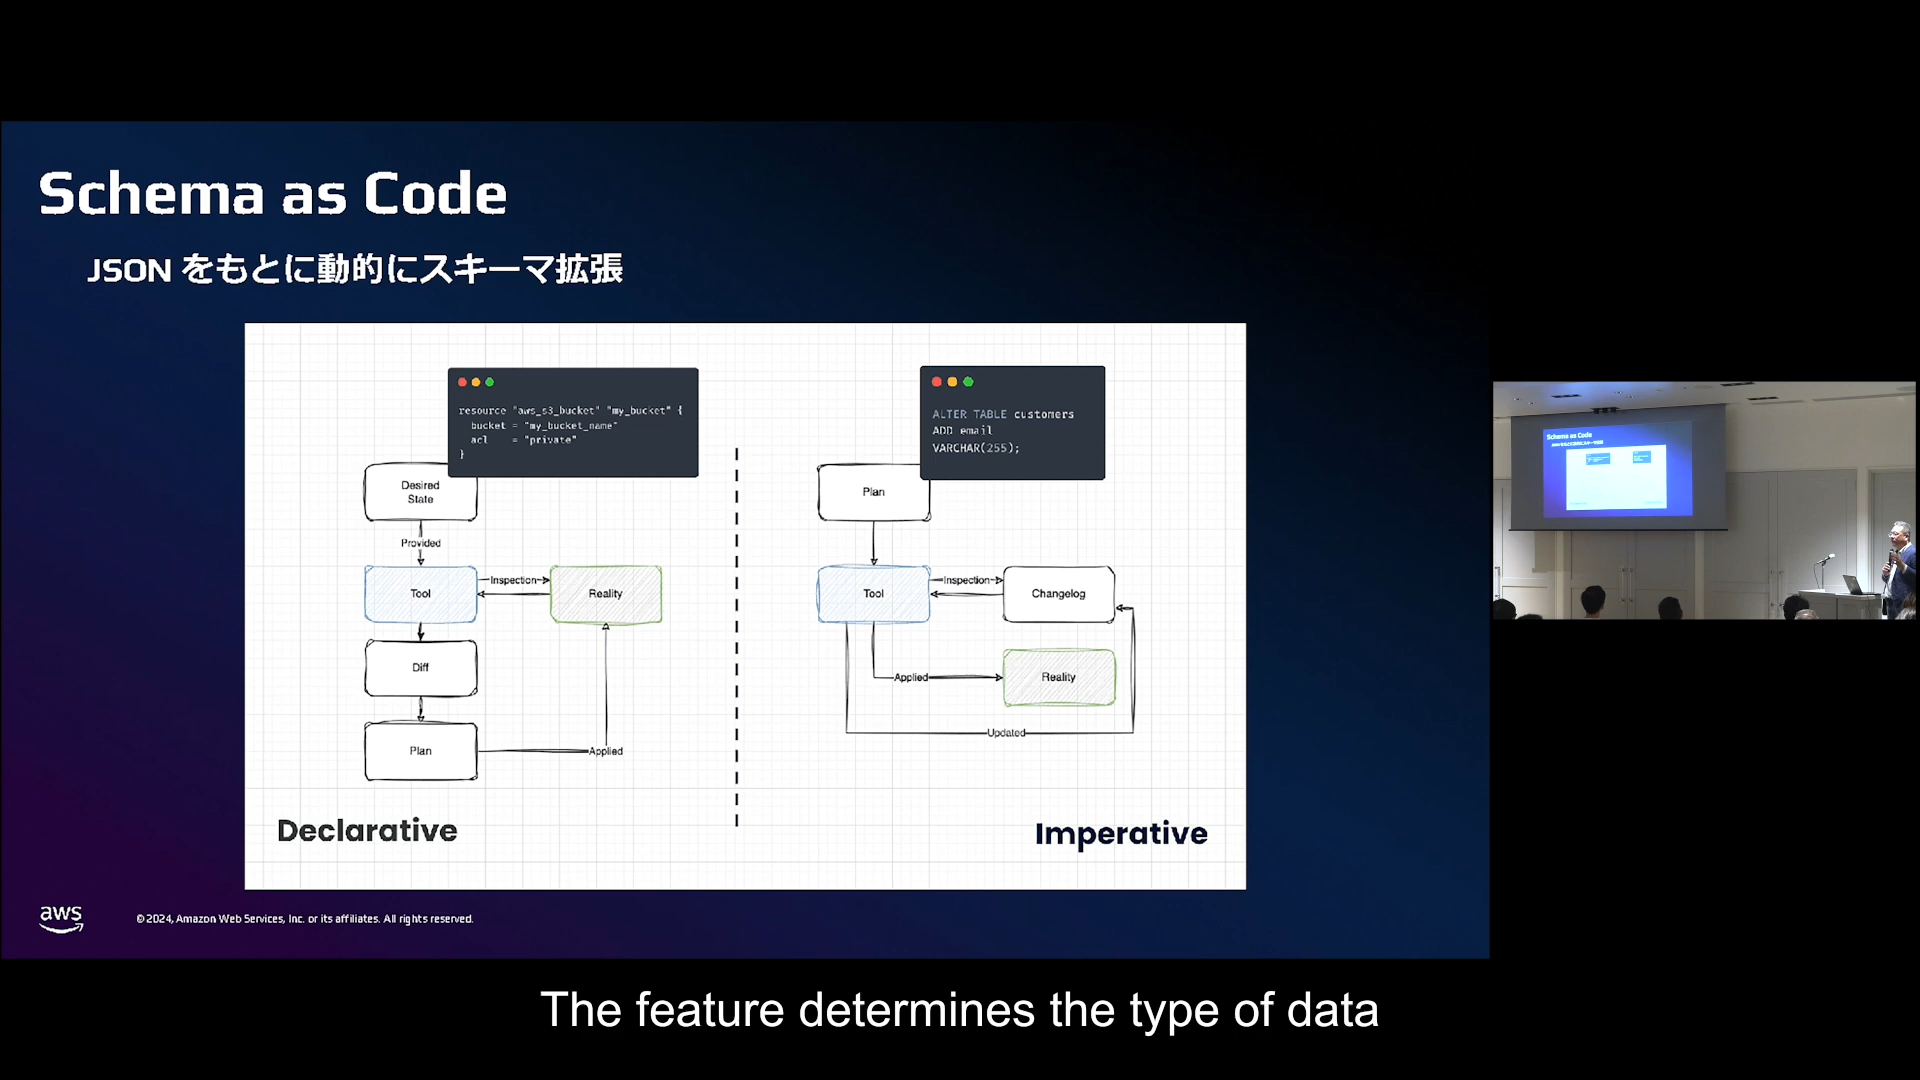 Schema as Code
JSON をもとに動的にスキーマ拡張
resource "aws_s3_bucket" "my_bucket" {
bucket = "my_bucket_name"
acl = "private"
}
Desired
State
Provided
Tool
Inspection
Reality
Diff
Plan
Applied
Declarative
ALTER TABLE customers
ADD email
VARCHAR(255);
Plan
Tool
Inspection
Changelog
Applied
Reality
Updated
Imperative
aws
© 2024, Amazon Web Services, Inc. or its affiliates. All rights reserved.
Schema as Code
The feature determines the type of data